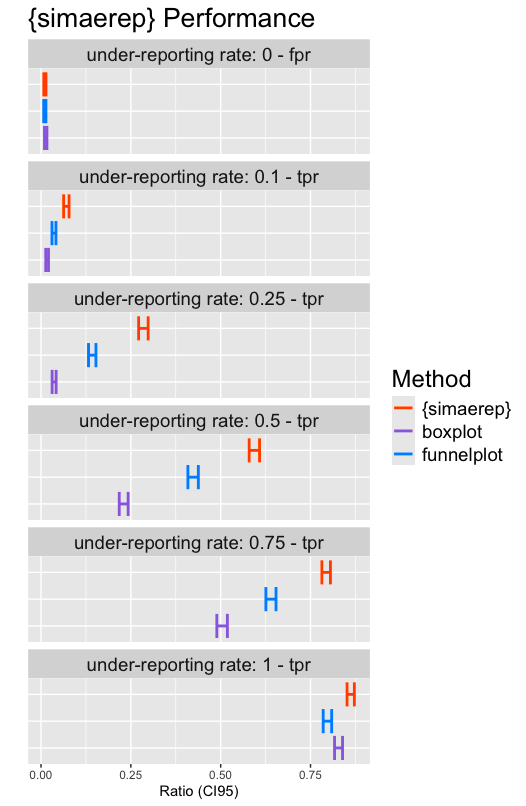 {simaerep} Performance
under-reporting rate: 0 - fpr
under-reporting rate: 0.1 - tpr
under-reporting rate: 0.25 - tpr
under-reporting rate: 0.5 - tpr
under-reporting rate: 0.75 - tpr
under-reporting rate: 1 - tpr
0.00 0.25 0.50 0.75
Ratio (CI95)
Method
{simaerep}
boxplot
funnelplot